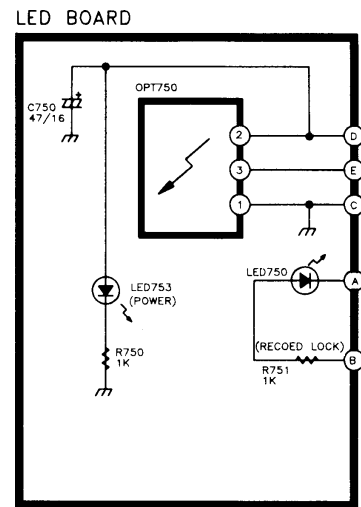 LED BOARD
OPT750
C750
47/16
+
2
D
3
E
1
C
LED750
A
LED753
(POWER)
(RECOED LOCK)
B
R750
1K
R751
1K